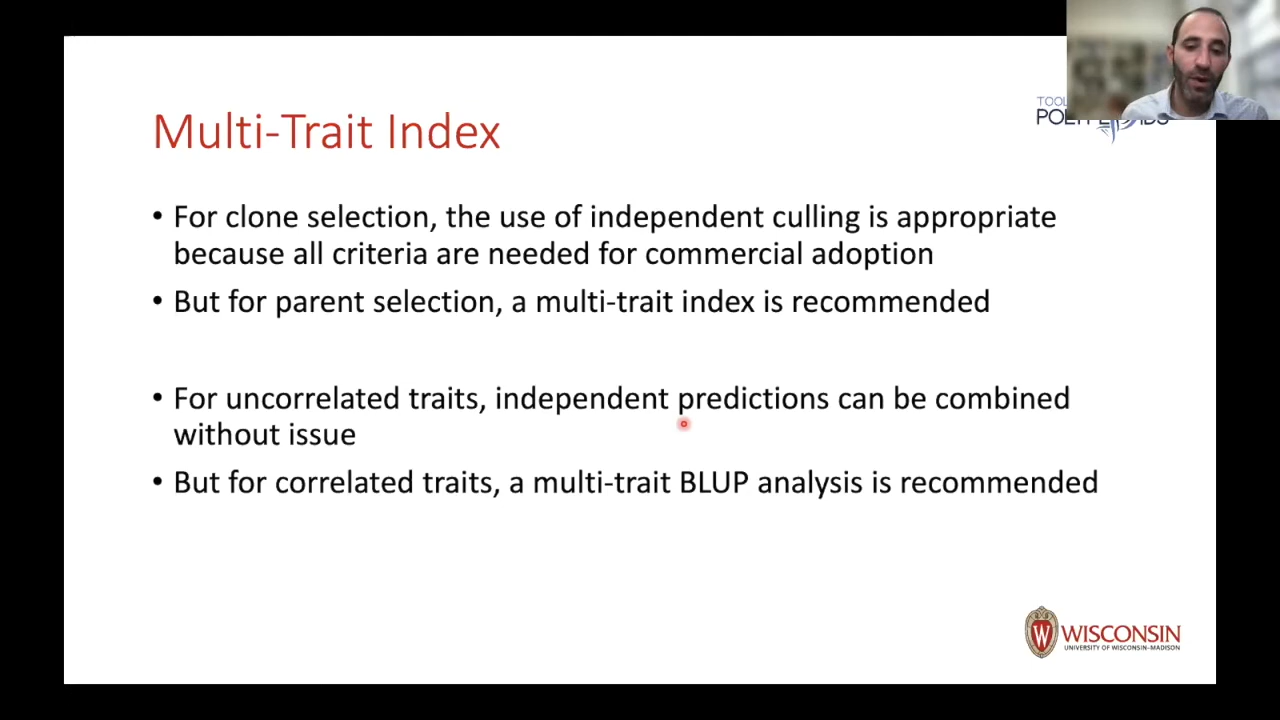 Multi-Trait Index
TOOL
• For clone selection, the use of independent culling is appropriate
because all criteria are needed for commercial adoption
• But for parent selection, a multi-trait index is recommended
• For uncorrelated traits, independent predictions can be combined
without issue
• But for correlated traits, a multi-trait BLUP analysis is recommended
W WISCONSIN
UNIVERSITY OF WISCONSIN-MADISON